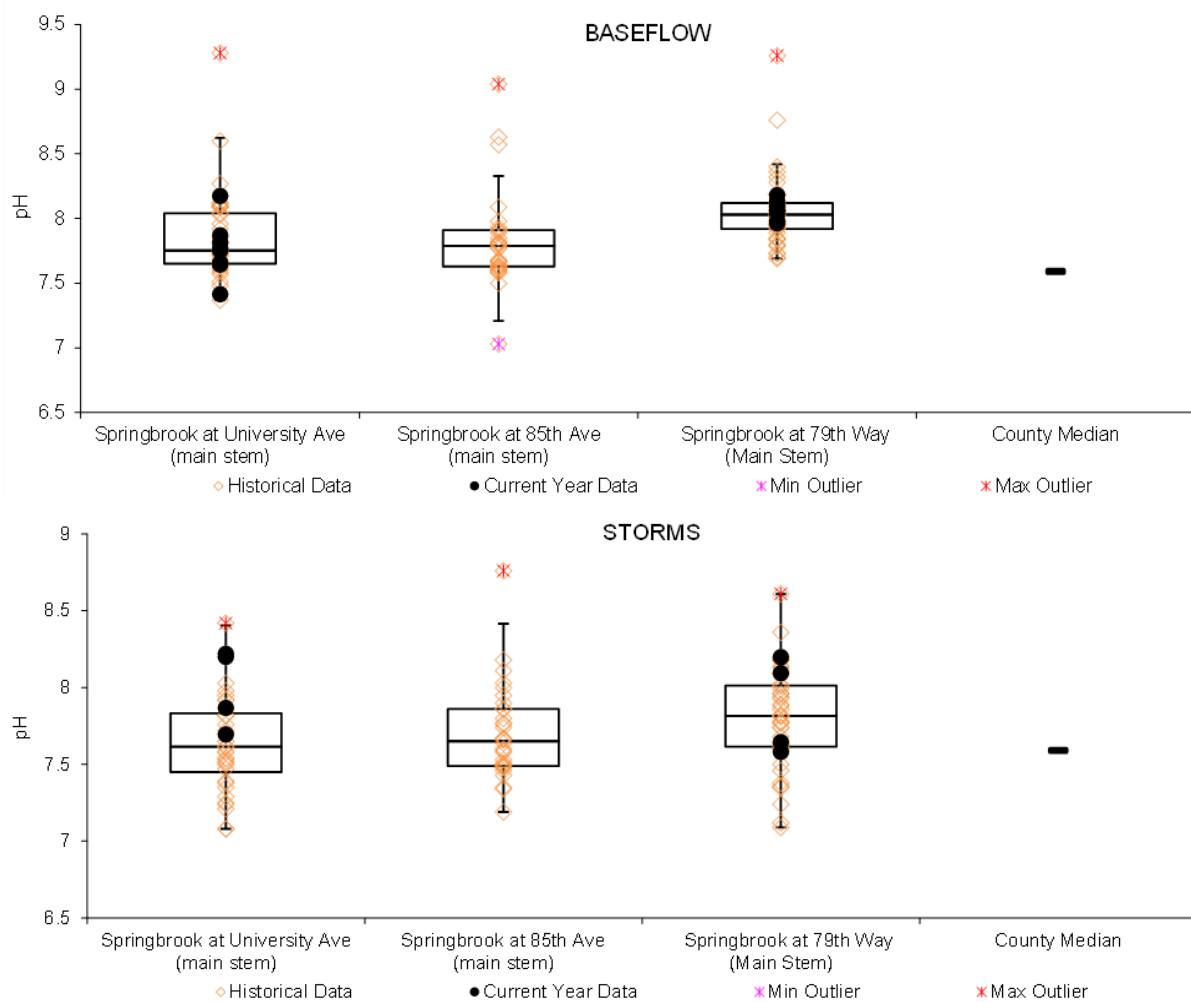 BASEFLOW
9.5
9
8.5
8
7.5
7
6.5
pH
Springbrook at University Ave
(main stem)
Springbrook at 85th Ave
(main stem)
Springbrook at 79th Way
(Main Stem)
County Median
Historical Data Current Year Data Min Outlier Max Outlier
STORMS
9
8.5
8
7.5
7
6.5
pH
Springbrook at University Ave
(main stem)
Springbrook at 85th Ave
(main stem)
Springbrook at 79th Way
(Main Stem)
County Median
Historical Data Current Year Data Min Outlier Max Outlier